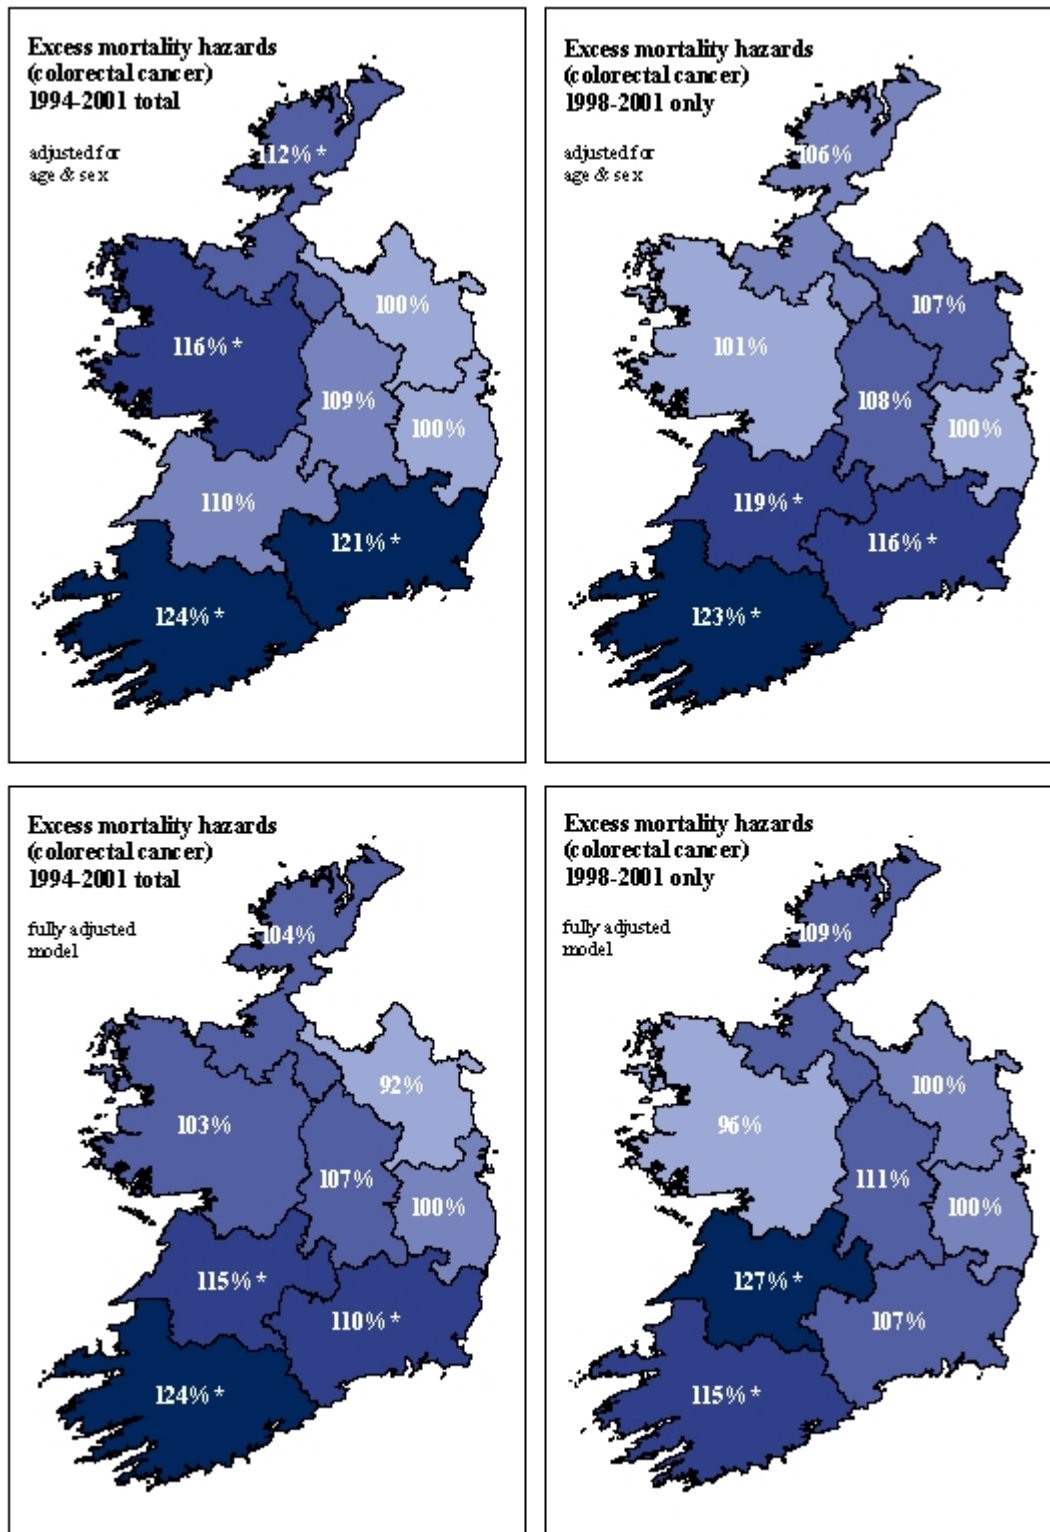 Excess mortality hazards
(colorectal cancer)
1994-2001 total
adjusted for
age & sex
112% *
100%
116% *
109%
100%
110%
121% *
124% *
Excess mortality hazards
(colorectal cancer)
1998-2001 only
adjusted for
age & sex
106%
107%
101%
108%
100%
119% *
116% *
123% *
Excess mortality hazards
(colorectal cancer)
1994-2001 total
fully adjusted
model
104%
92%
103%
107%
100%
115% *
110% *
124% *
Excess mortality hazards
(colorectal cancer)
1998-2001 only
fully adjusted
model
109%
100%
96%
111%
100%
127% *
107%
115% *